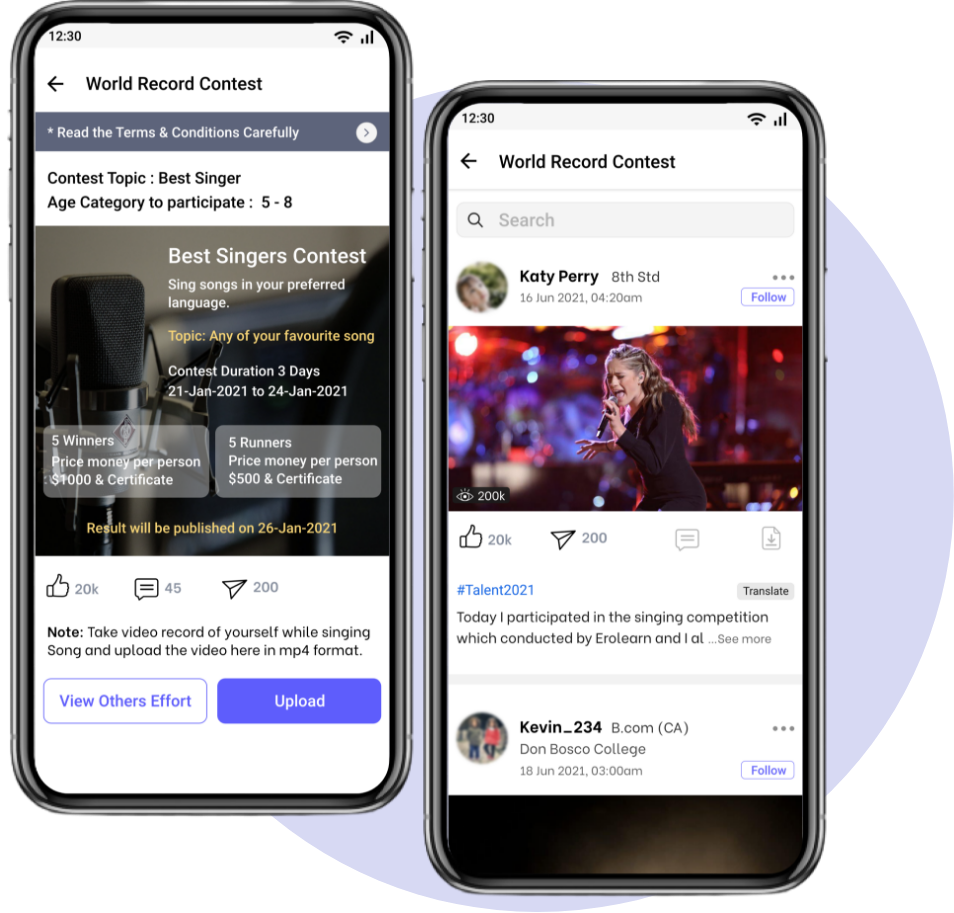 12:30
World Record Contest
* Read the Terms & Conditions Carefully
Contest Topic : Best Singer
Age Category to participate : 5 - 8
Best Singers Contest
Sing songs in your preferred
language.
Topic: Any of your favourite song
Contest Duration 3 Days
21-Jan-2021 to 24-Jan-2021
5 Winners
Price money per person
$1000 & Certificate
5 Runners
Price money per person
$500 & Certificate
Result will be published on 26-Jan-2021
20k
45
200
Note: Take video record of yourself while singing
Song and upload the video here in mp4 format.
View Others Effort
Upload
12:30
World Record Contest
Search
Katy Perry 8th Std
16 Jun 2021, 04:20am
Follow
200k
20k
200
#Talent2021
Translate
Today I participated in the singing competition
which conducted by Erolearn and I al ...See more
Kevin_234 B.com (CA)
Don Bosco College
18 Jun 2021, 03:00am
Follow